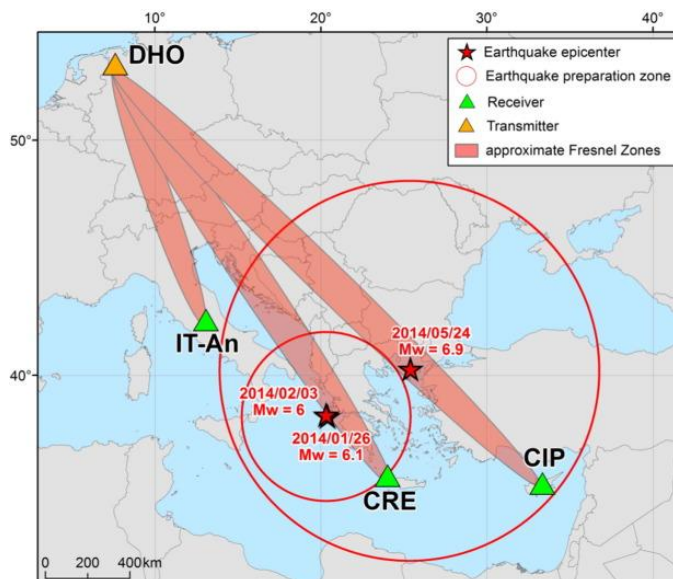 10°
20°
30°
40°
DHO
Earthquake epicenter
Earthquake preparation zone
Receiver
Transmitter
approximate Fresnel Zones
50°
IT-An
2014/05/24
Mw = 6.9
40°
2014/02/03
Mw = 6
2014/01/26
Mw = 6.1
CIP
CRE
0 200 400km